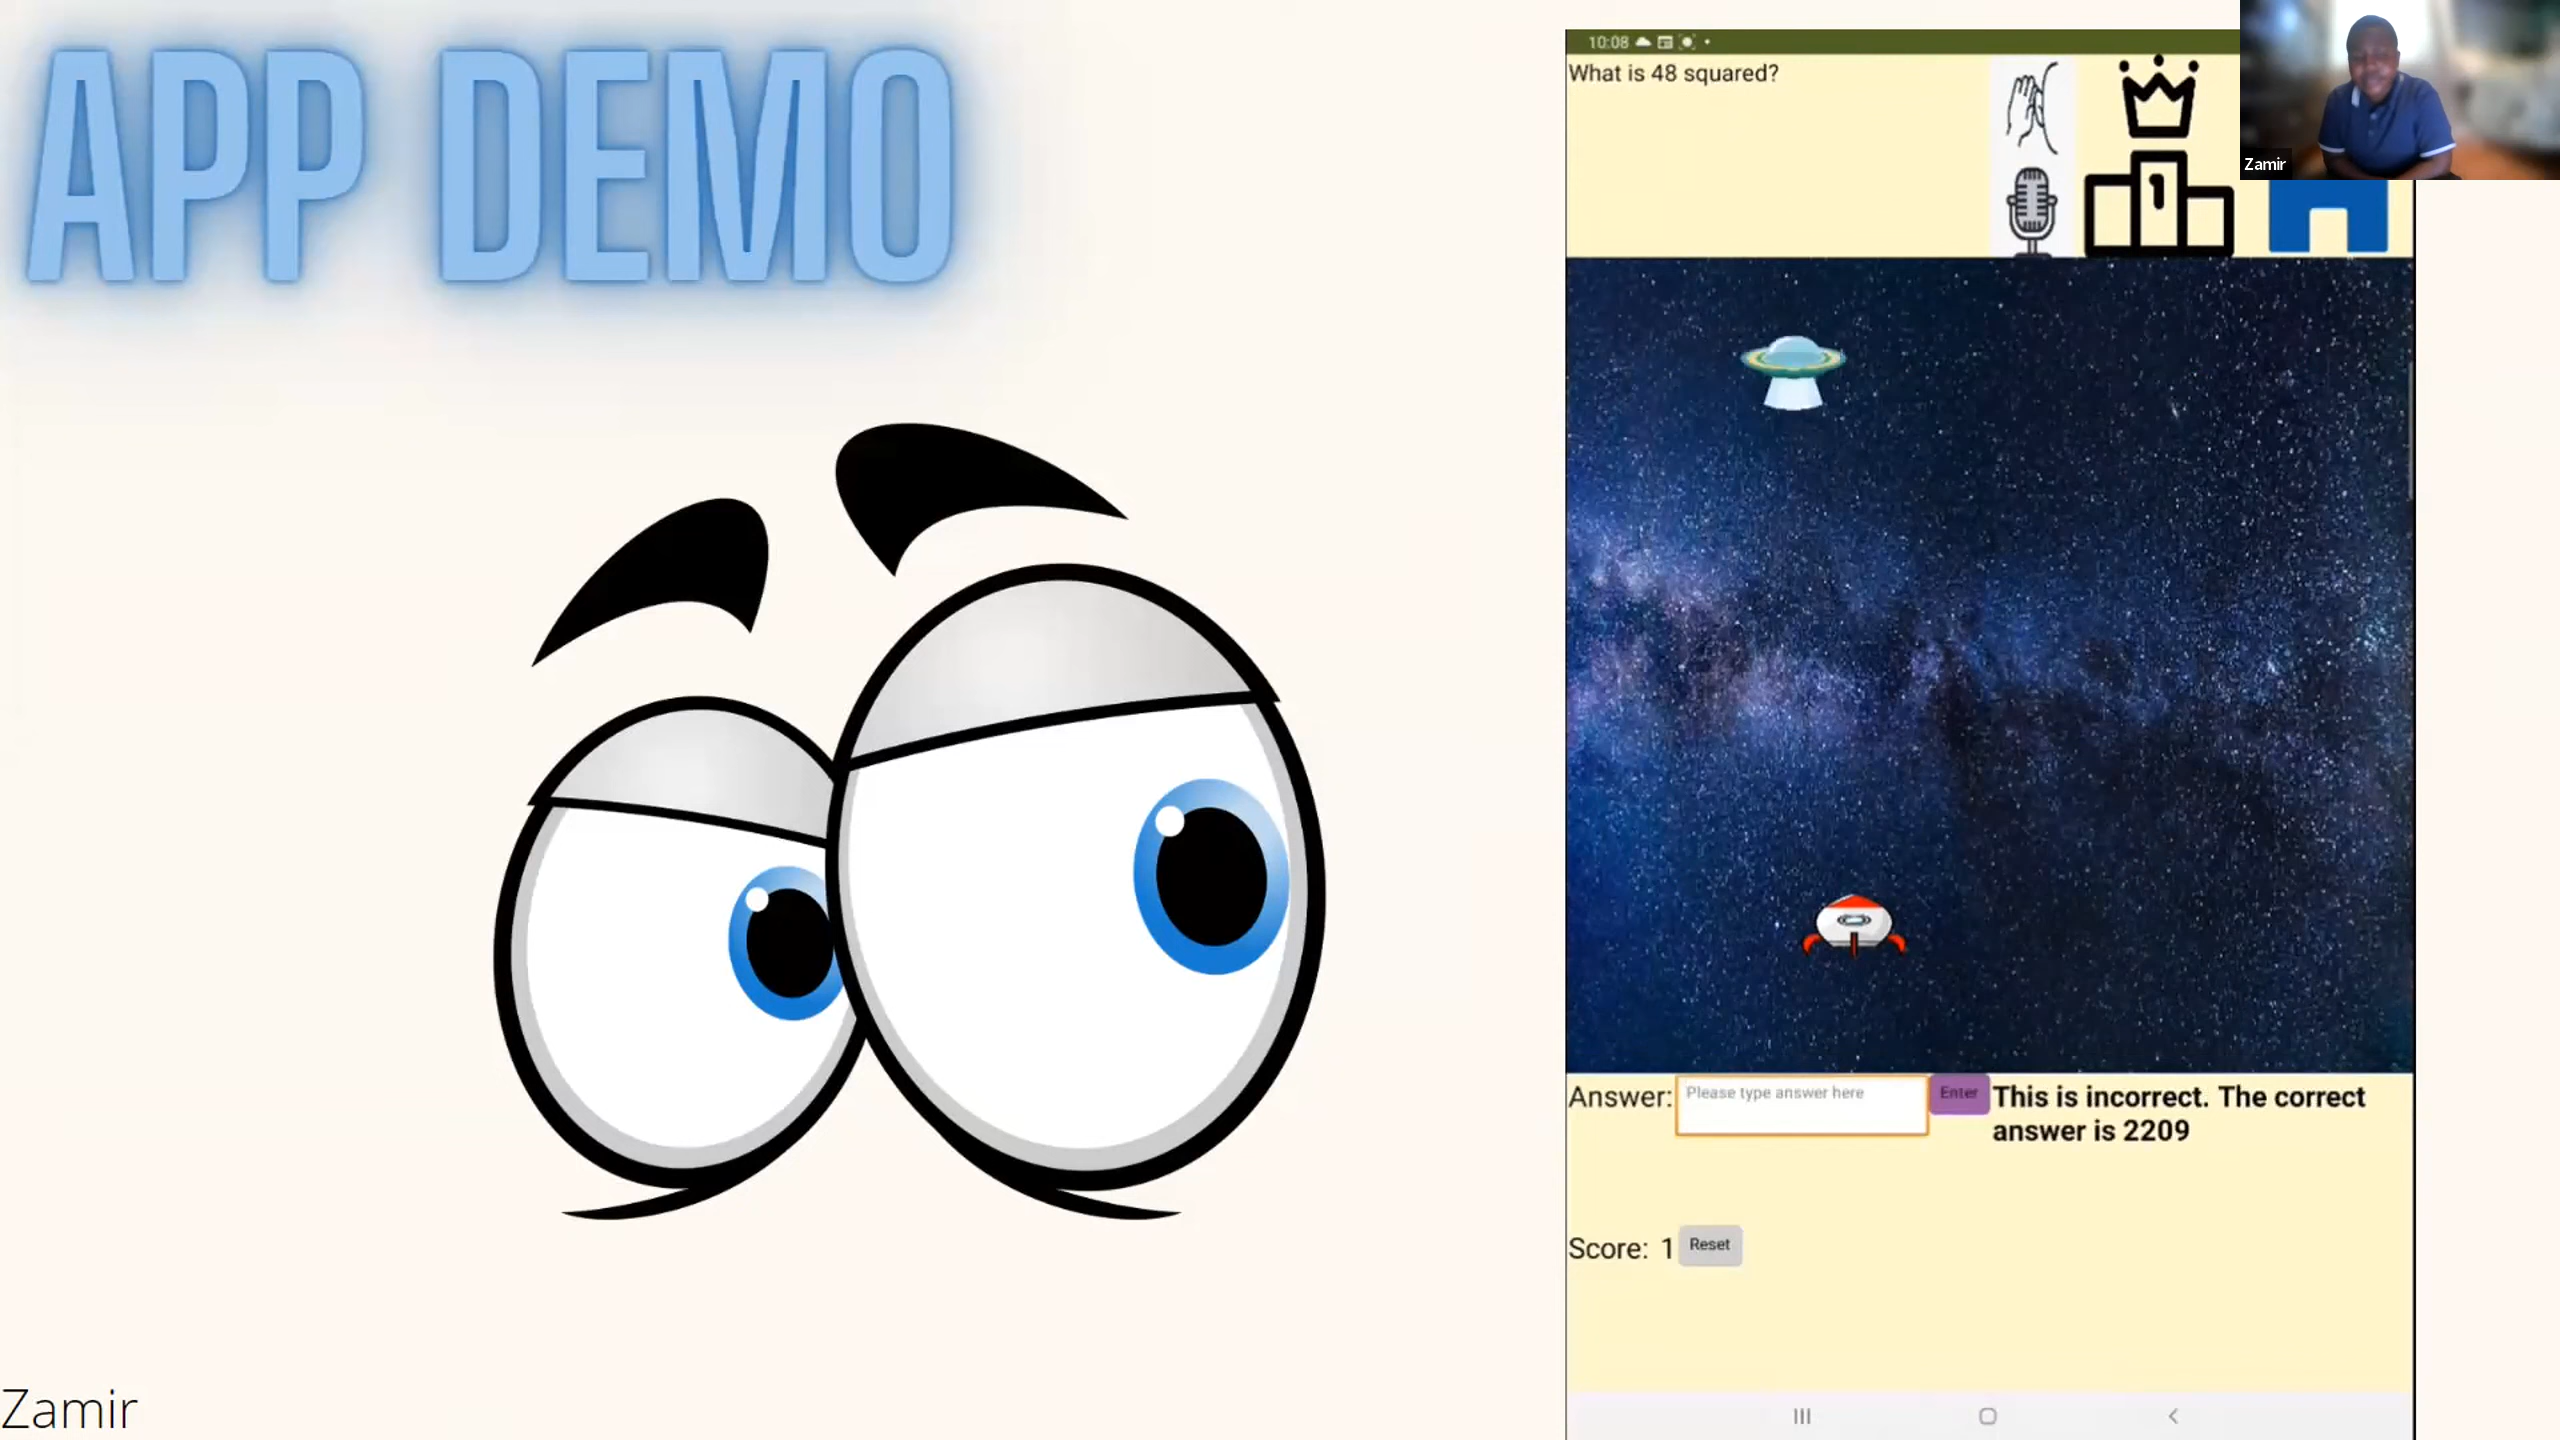 APP DEMO
10:08
What is 48 squared?
Zamir
1
Answer:
Please type answer here
Enter
This is incorrect. The correct
answer is 2209
Score: 1
Reset
Zamir